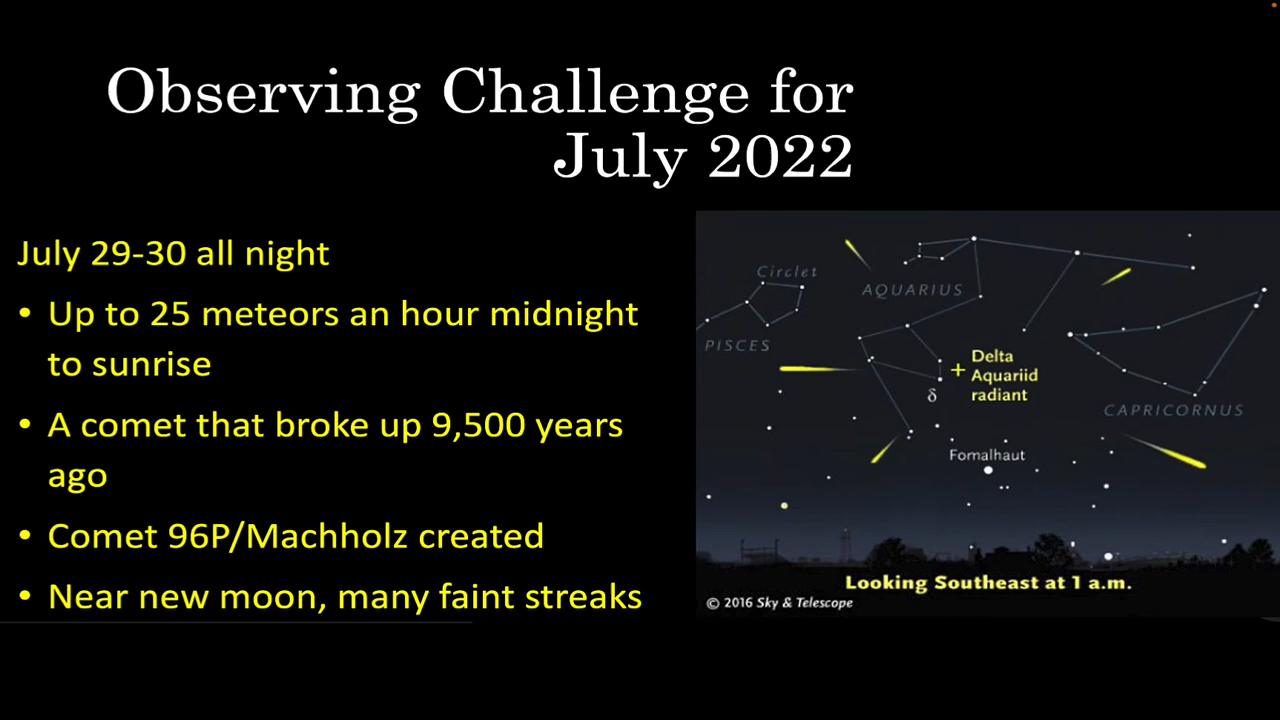 Observing Challenge for
July 2022
July 29-30 all night
• Up to 25 meteors an hour midnight
to sunrise
• A comet that broke up 9,500 years
ago
• Comet 96P/Machholz created
• Near new moon, many faint streaks
Circlet
AQUARIUS
PISCES
Delta
Aquariid
radiant
δ
CAPRICORNUS
Fomalhaut
Looking Southeast at 1 a.m.
© 2016 Sky & Telescope